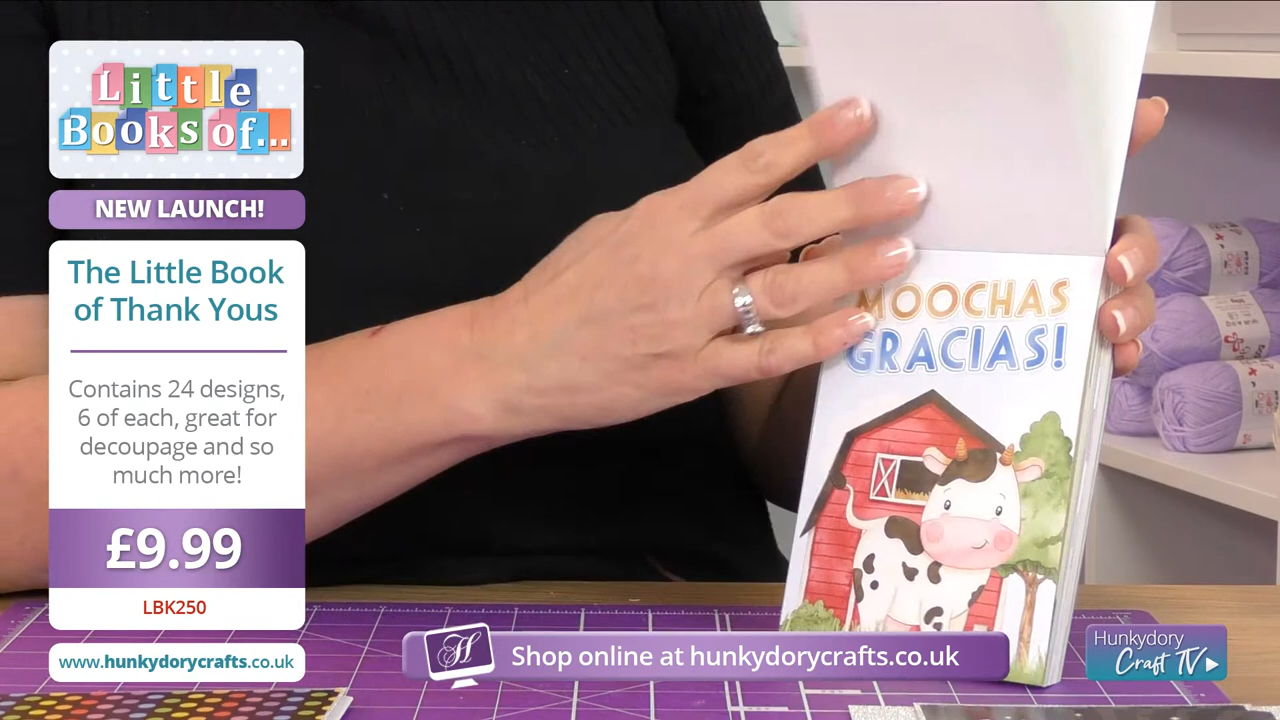 Little
Books of...
NEW LAUNCH!
The Little Book
of Thank Yous
Contains 24 designs,
6 of each, great for
decoupage and so
much more!
£9.99
LBK250
www.hunkydorycrafts.co.uk
MOOCHAS
GRACIAS!
H
Shop online at hunkydorycrafts.co.uk
Hunkydory
Craft TV